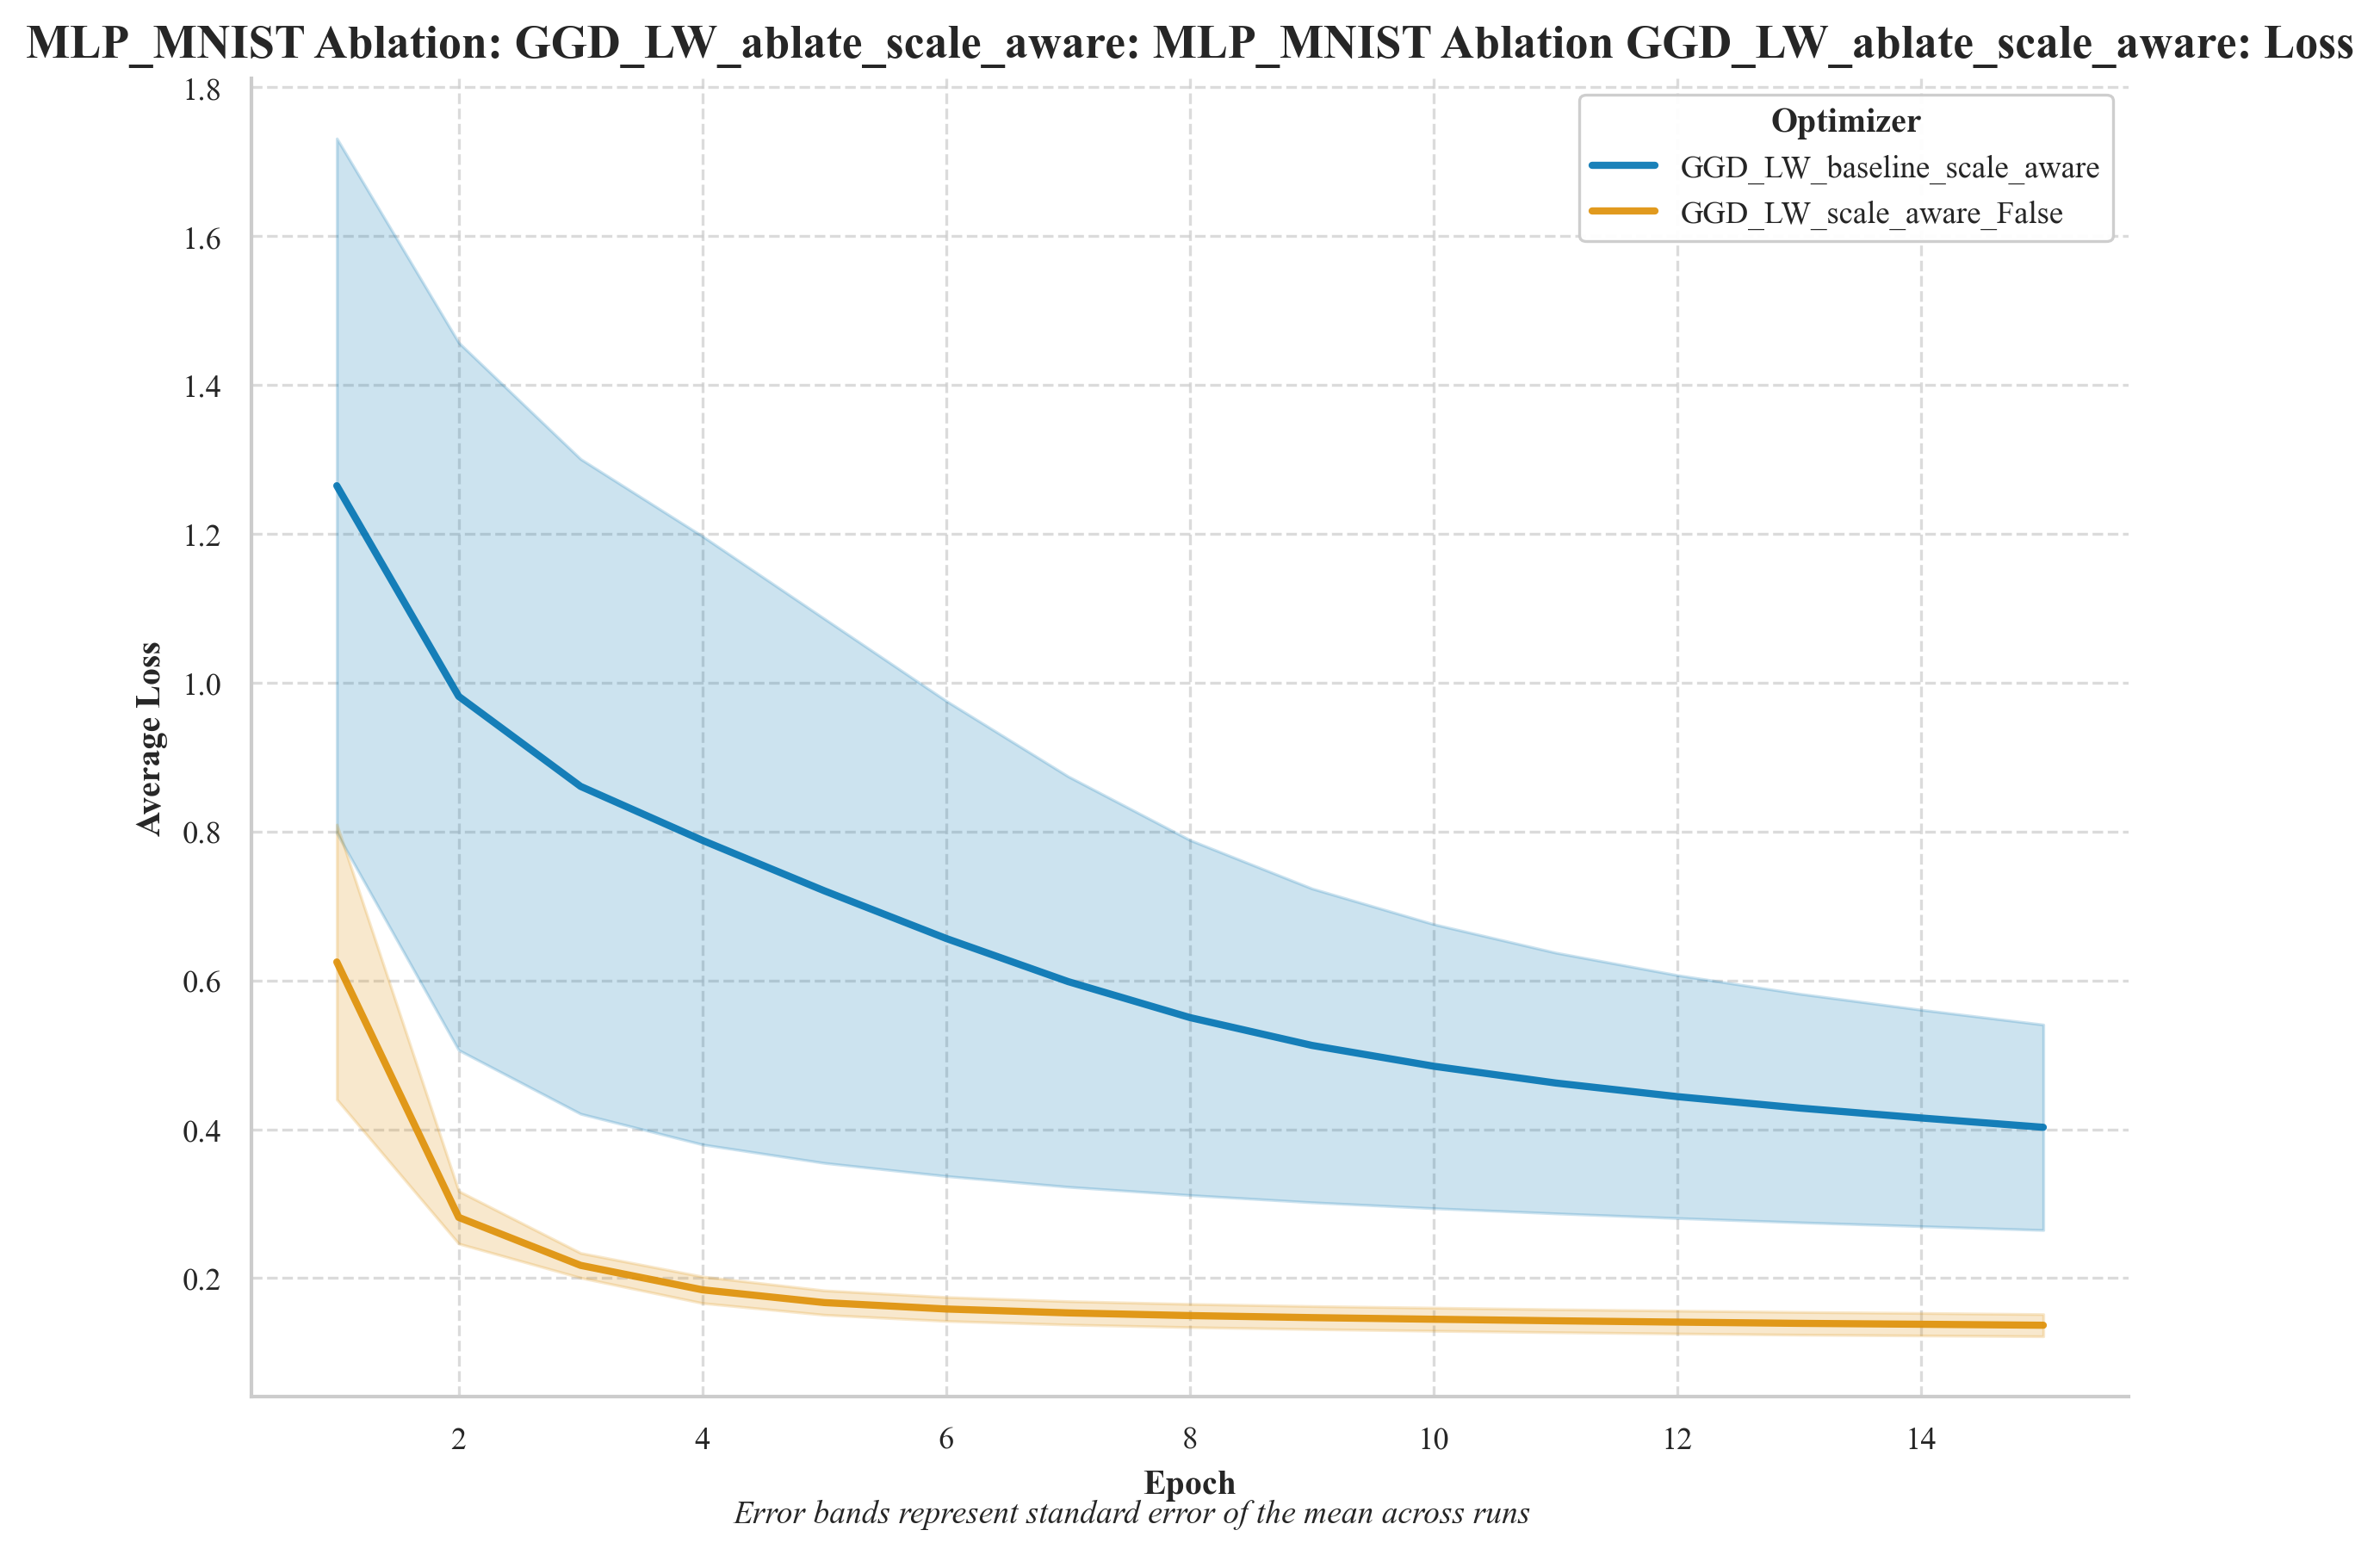 MLP_MNIST Ablation: GGD_LW_ablate_scale_aware: MLP_MNIST Ablation GGD_LW_ablate_scale_aware: Loss
Optimizer
GGD_LW_baseline_scale_aware
GGD_LW_scale_aware_False
Average Loss
1.8
1.6
1.4
1.2
1.0
0.8
0.6
0.4
0.2
2 4 6 8 10 12 14
Epoch
Error bands represent standard error of the mean across runs